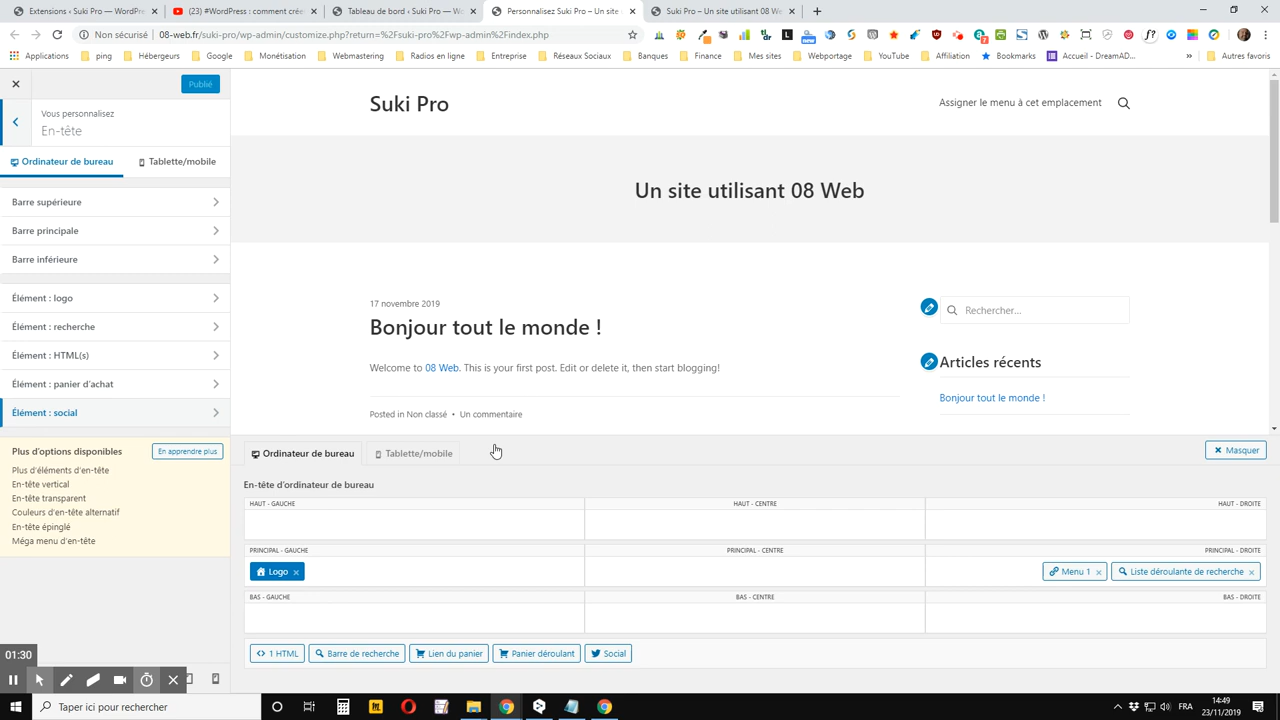 Extensions ‹ Suki Pro — WordPre
(23) #WordPress : comment crée
Tableau de bord ‹ Suki Pro — W
Personnalisez Suki Pro – Un site
Suki Pro – Un site utilisant 08 W
Non sécurisé
08-web.fr/suki-pro/wp-admin/customize.php?return=%2Fsuki-pro%2Fwp-admin%2Findex.php
Applications
ping
Hébergeurs
Google
Monétisation
Webmastering
Radios en ligne
Entreprise
Réseaux Sociaux
Banques
Finance
Mes sites
Webportage
YouTube
Affiliation
Bookmarks
Accueil - DreamAD...
»
Autres favoris
Publié
Vous personnalisez
En-tête
Ordinateur de bureau
Tablette/mobile
Barre supérieure
Barre principale
Barre inférieure
Élément : logo
Élément : recherche
Élément : HTML(s)
Élément : panier d'achat
Élément : social
Plus d'options disponibles
En apprendre plus
Plus d'éléments d'en-tête
En-tête vertical
En-tête transparent
Couleurs d'en-tête alternatif
En-tête épinglé
Méga menu d'en-tête
Suki Pro
Assigner le menu à cet emplacement
Un site utilisant 08 Web
17 novembre 2019
Bonjour tout le monde !
Welcome to 08 Web. This is your first post. Edit or delete it, then start blogging!
Posted in Non classé • Un commentaire
Rechercher...
Articles récents
Bonjour tout le monde !
Ordinateur de bureau
Tablette/mobile
Masquer
En-tête d'ordinateur de bureau
HAUT - GAUCHE
HAUT - CENTRE
HAUT - DROITE
PRINCIPAL - GAUCHE
PRINCIPAL - CENTRE
PRINCIPAL - DROITE
Logo
Menu 1
Liste déroulante de recherche
BAS - GAUCHE
BAS - CENTRE
BAS - DROITE
1 HTML
Barre de recherche
Lien du panier
Panier déroulant
Social
01:30
Taper ici pour rechercher
FRA
14:49
23/11/2019